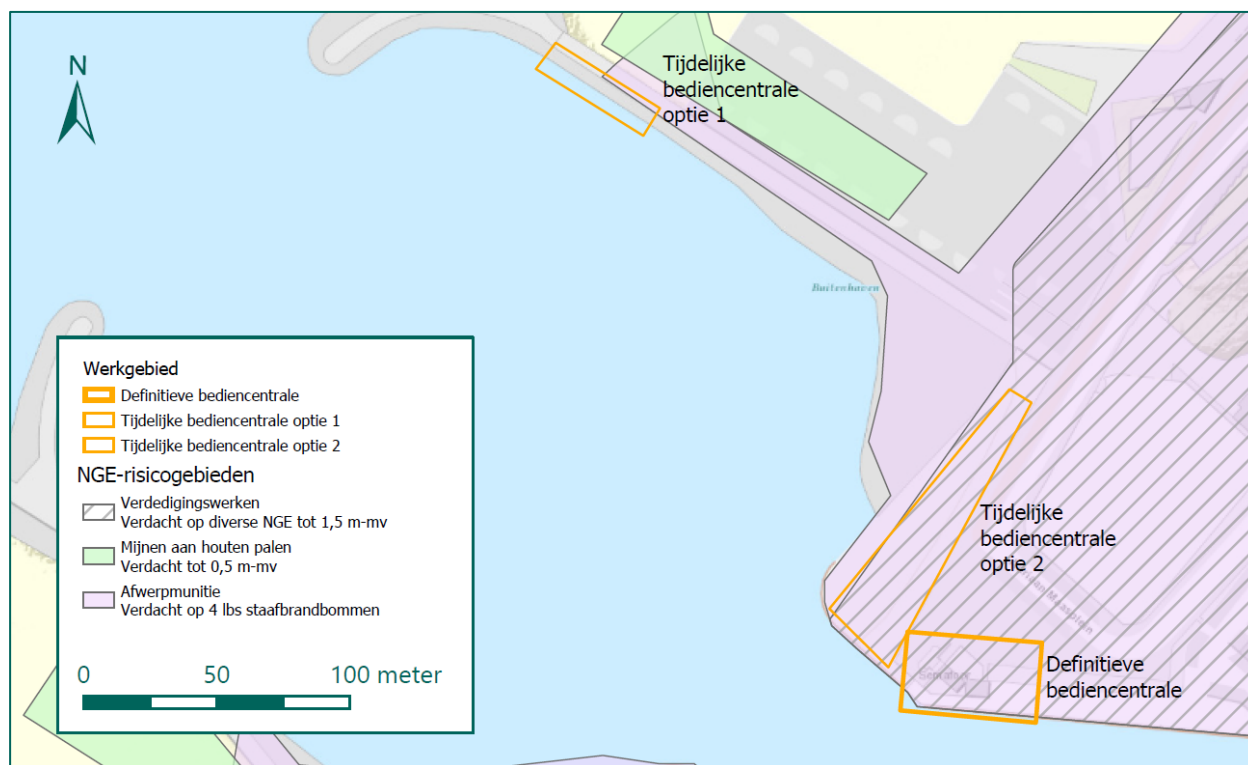 N
Tijdelijke
bediencentrale
optie 1
Buitenhaven
Werkgebied
Definitieve bediencentrale
Tijdelijke bediencentrale optie 1
Tijdelijke bediencentrale optie 2
NGE-risicogebieden
Verdedigingswerken
Verdacht op diverse NGE tot 1,5 m-mv
Mijnen aan houten palen
Verdacht tot 0,5 m-mv
Afwerpmunitie
Verdacht op 4 lbs staafbrandbommen
0 50 100 meter
Tijdelijke
bediencentrale
optie 2
Definitieve
bediencentrale